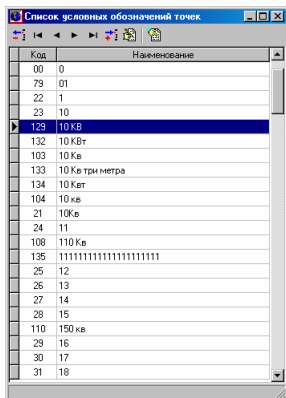 Список условных обозначений точек
Код Наименование
00 0
79 01
22 1
23 10
129 10 КВ
132 10 КВт
103 10 Кв
133 10 Кв три метра
134 10 Квт
104 10 кв
21 10Кв
24 11
108 110 Кв
135 11111111111111111111
25 12
26 13
27 14
28 15
110 150 кв
29 16
30 17
31 18